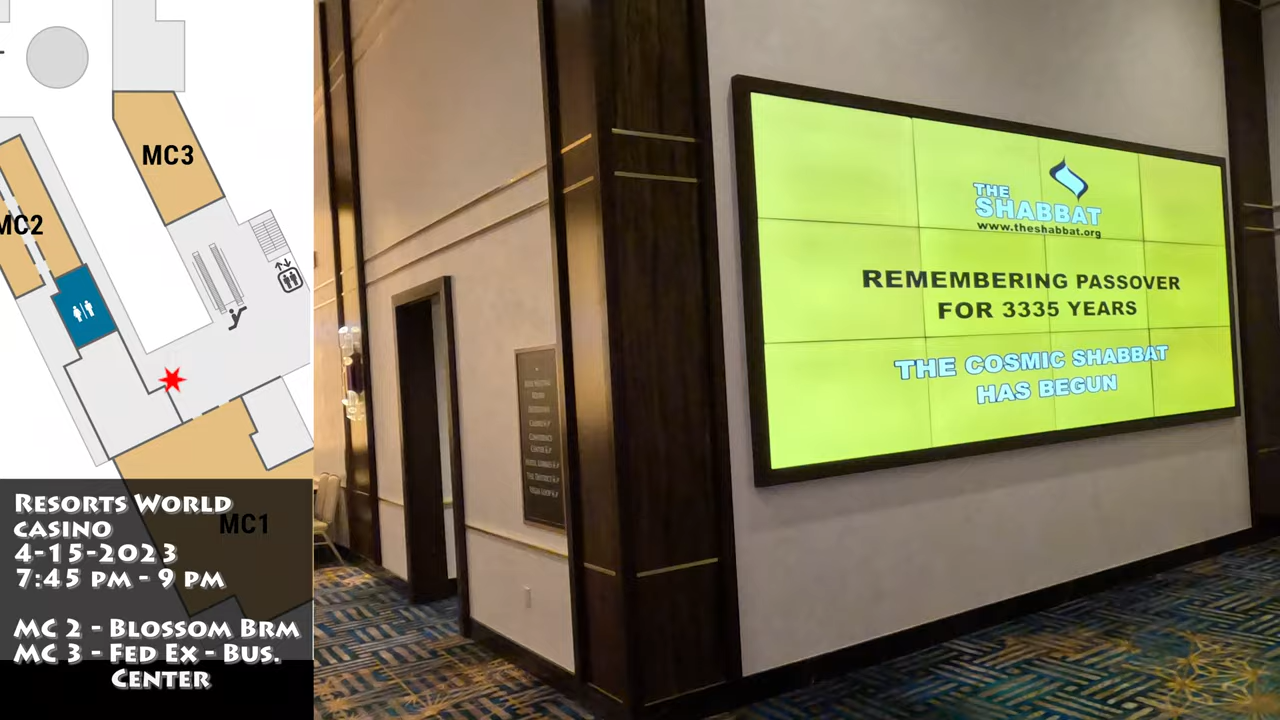 MC3
MC2
MC1
RESORTS WORLD
CASINO
4-15-2023
7:45 PM - 9 PM
MC 2 - BLOSSOM BRM
MC 3 - FED EX - BUS.
CENTER
THE
SHABBAT
www.theshabbat.org
REMEMBERING PASSOVER
FOR 3335 YEARS
THE COSMIC SHABBAT
HAS BEGUN